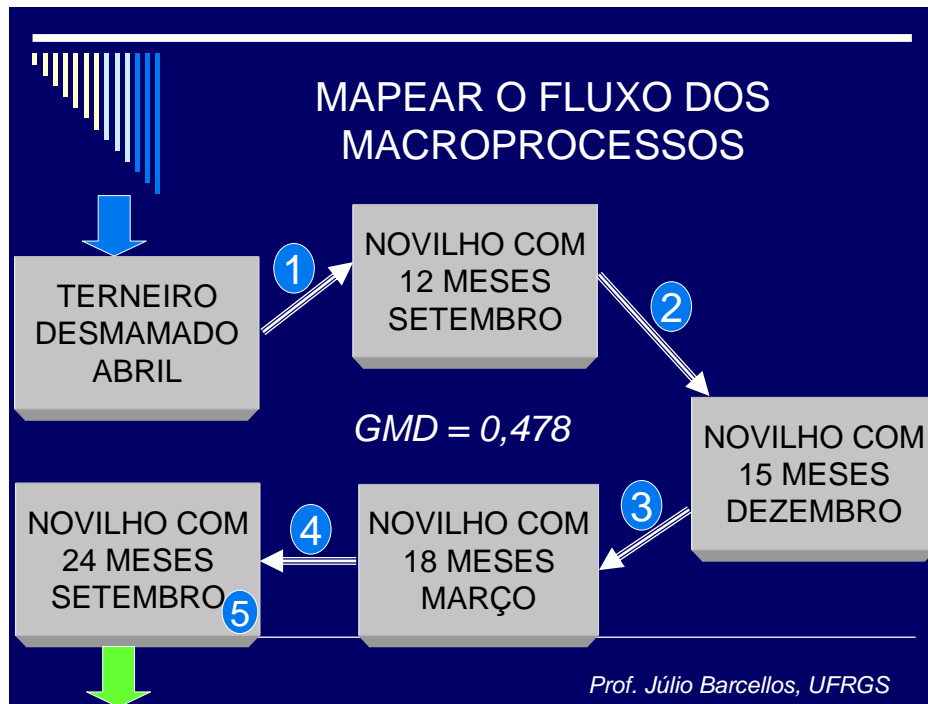 MAPEAR O FLUXO DOS
MACROPROCESSOS
TERNEIRO
DESMAMADO
ABRIL
1
NOVILHO COM
12 MESES
SETEMBRO
2
GMD = 0,478
NOVILHO COM
15 MESES
DEZEMBRO
3
NOVILHO COM
18 MESES
MARÇO
4
NOVILHO COM
24 MESES
SETEMBRO
5
Prof. Júlio Barcellos, UFRGS